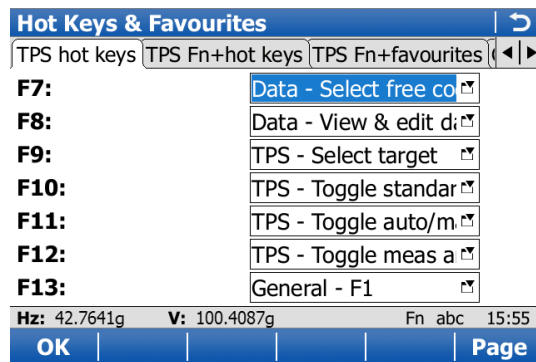 Hot Keys & Favourites
TPS hot keys TPS Fn+hot keys TPS Fn+favourites
F7: Data - Select free co
F8: Data - View & edit da
F9: TPS - Select target
F10: TPS - Toggle standar
F11: TPS - Toggle auto/m
F12: TPS - Toggle meas a
F13: General - F1
Hz: 42.7641g V: 100.4087g Fn abc 15:55
OK Page